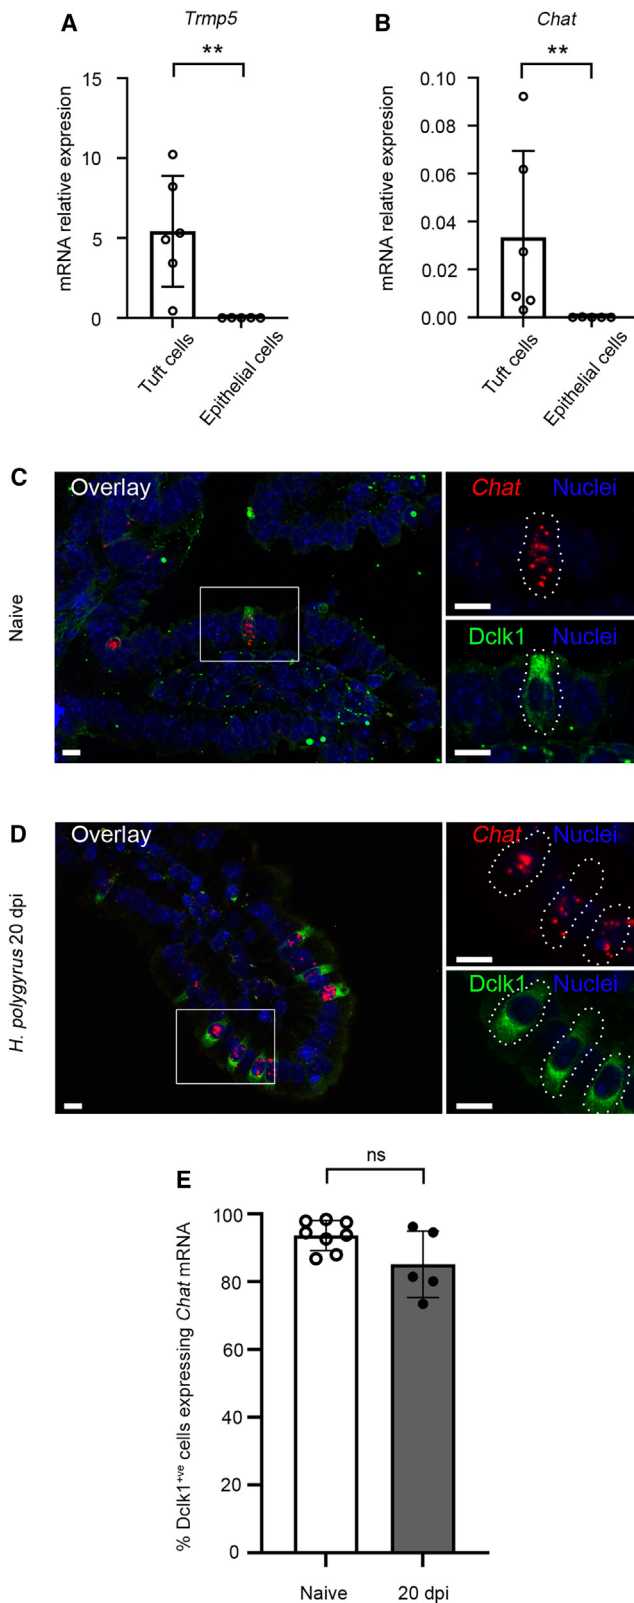 A
Trmp5
**
mRNA relative expresion
15
10
5
0
Tuft cells
Epithelial cells
B
Chat
**
mRNA relative expression
0.10
0.08
0.06
0.04
0.02
0.00
Tuft cells
Epithelial cells
C
Naive
Overlay
Chat Nuclei
Dclk1 Nuclei
D
H. polygyrus 20 dpi
Overlay
Chat Nuclei
Dclk1 Nuclei
E
ns
% Dclk1+ve cells expressing Chat mRNA
100
80
60
40
20
0
Naive
20 dpi